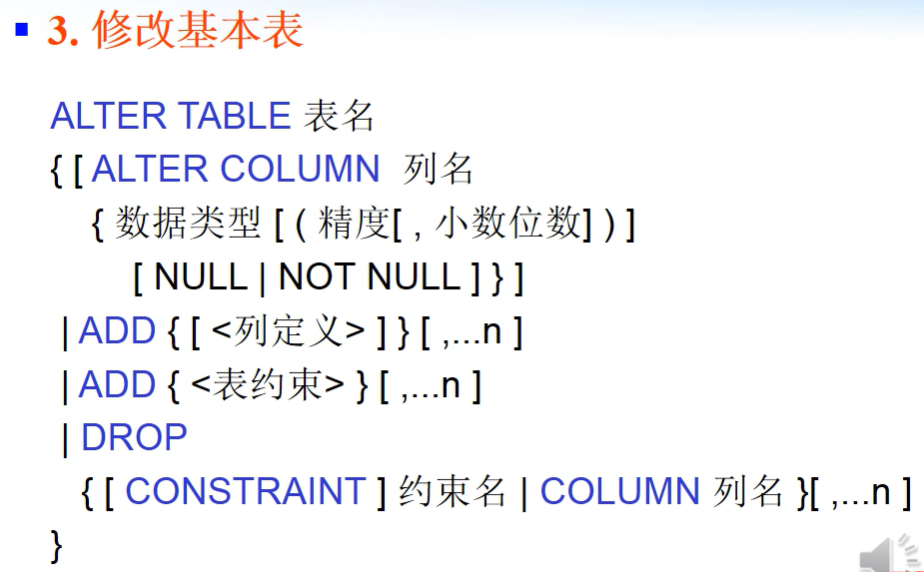 3. 修改基本表
ALTER TABLE 表名
{ [ ALTER COLUMN 列名
{ 数据类型 [ ( 精度[ , 小数位数] ) ]
[ NULL | NOT NULL ] } ]
| ADD { [ <列定义> ] } [ ,...n ]
| ADD { <表约束> } [ ,...n ]
| DROP
{ [ CONSTRAINT ] 约束名 | COLUMN 列名 }[ ,...n ]
}